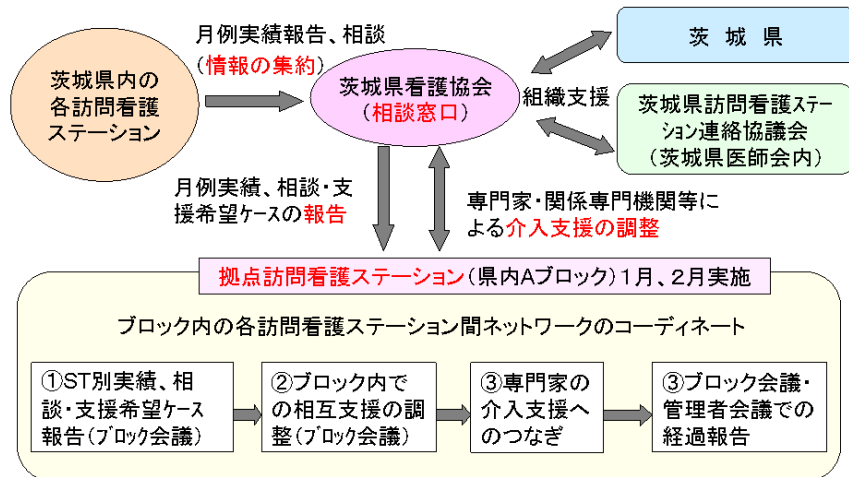 月例実績報告、相談
(情報の集約)
茨城県内の
各訪問看護
ステーション
茨城県看護協会
(相談窓口)
組織支援
茨城県
茨城県訪問看護ステー
ション連絡協議会
(茨城県医師会内)
月例実績、相談・支
援希望ケースの報告
専門家・関係専門機関等に
よる介入支援の調整
拠点訪問看護ステーション(県内Aブロック)1月、2月実施
ブロック内の各訪問看護ステーション間ネットワークのコーディネート
①ST別実績、相
談・支援希望ケース
報告(ブロック会議)
②ブロック内で
の相互支援の調
整(ブロック会議)
③専門家の
介入支援へ
のつなぎ
③ブロック会議・
管理者会議での
経過報告